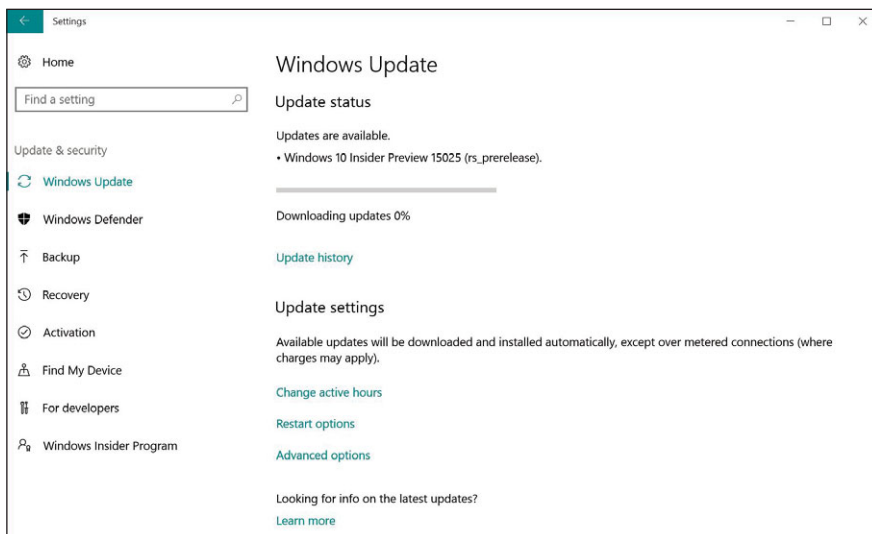 Settings
Home
Find a setting
Update & security
Windows Update
Windows Defender
Backup
Recovery
Activation
Find My Device
For developers
Windows Insider Program
Windows Update
Update status
Updates are available.
• Windows 10 Insider Preview 15025 (rs_prerelease).
Downloading updates 0%
Update history
Update settings
Available updates will be downloaded and installed automatically, except over metered connections (where
charges may apply).
Change active hours
Restart options
Advanced options
Looking for info on the latest updates?
Learn more